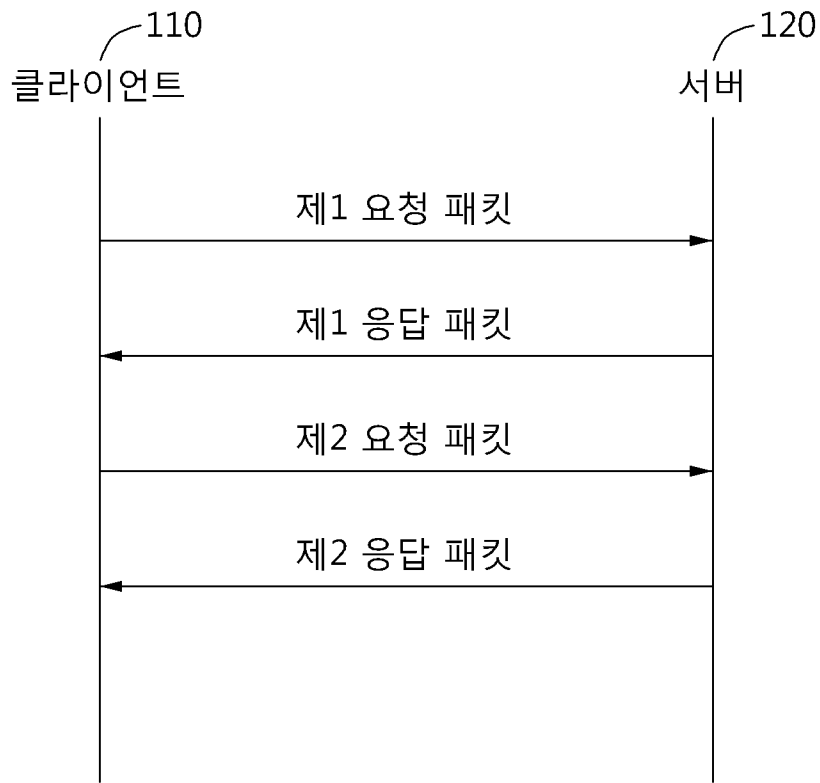 110
120
클라이언트
서버
제1 요청 패킷
제1 응답 패킷
제2 요청 패킷
제2 응답 패킷